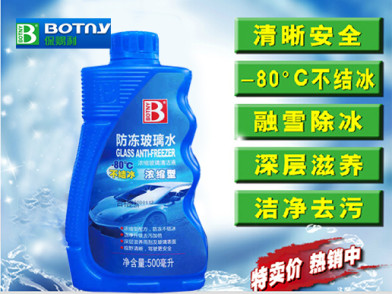 BOTNY
保赐利
清晰安全
-80°C不结冰
融雪除冰
深层滋养
洁净去污
特卖价 热销中
BOTNY
B
防冻玻璃水
GLASS ANTI-FREEZER
-80℃
不结冰
浓缩型
净含量:500毫升